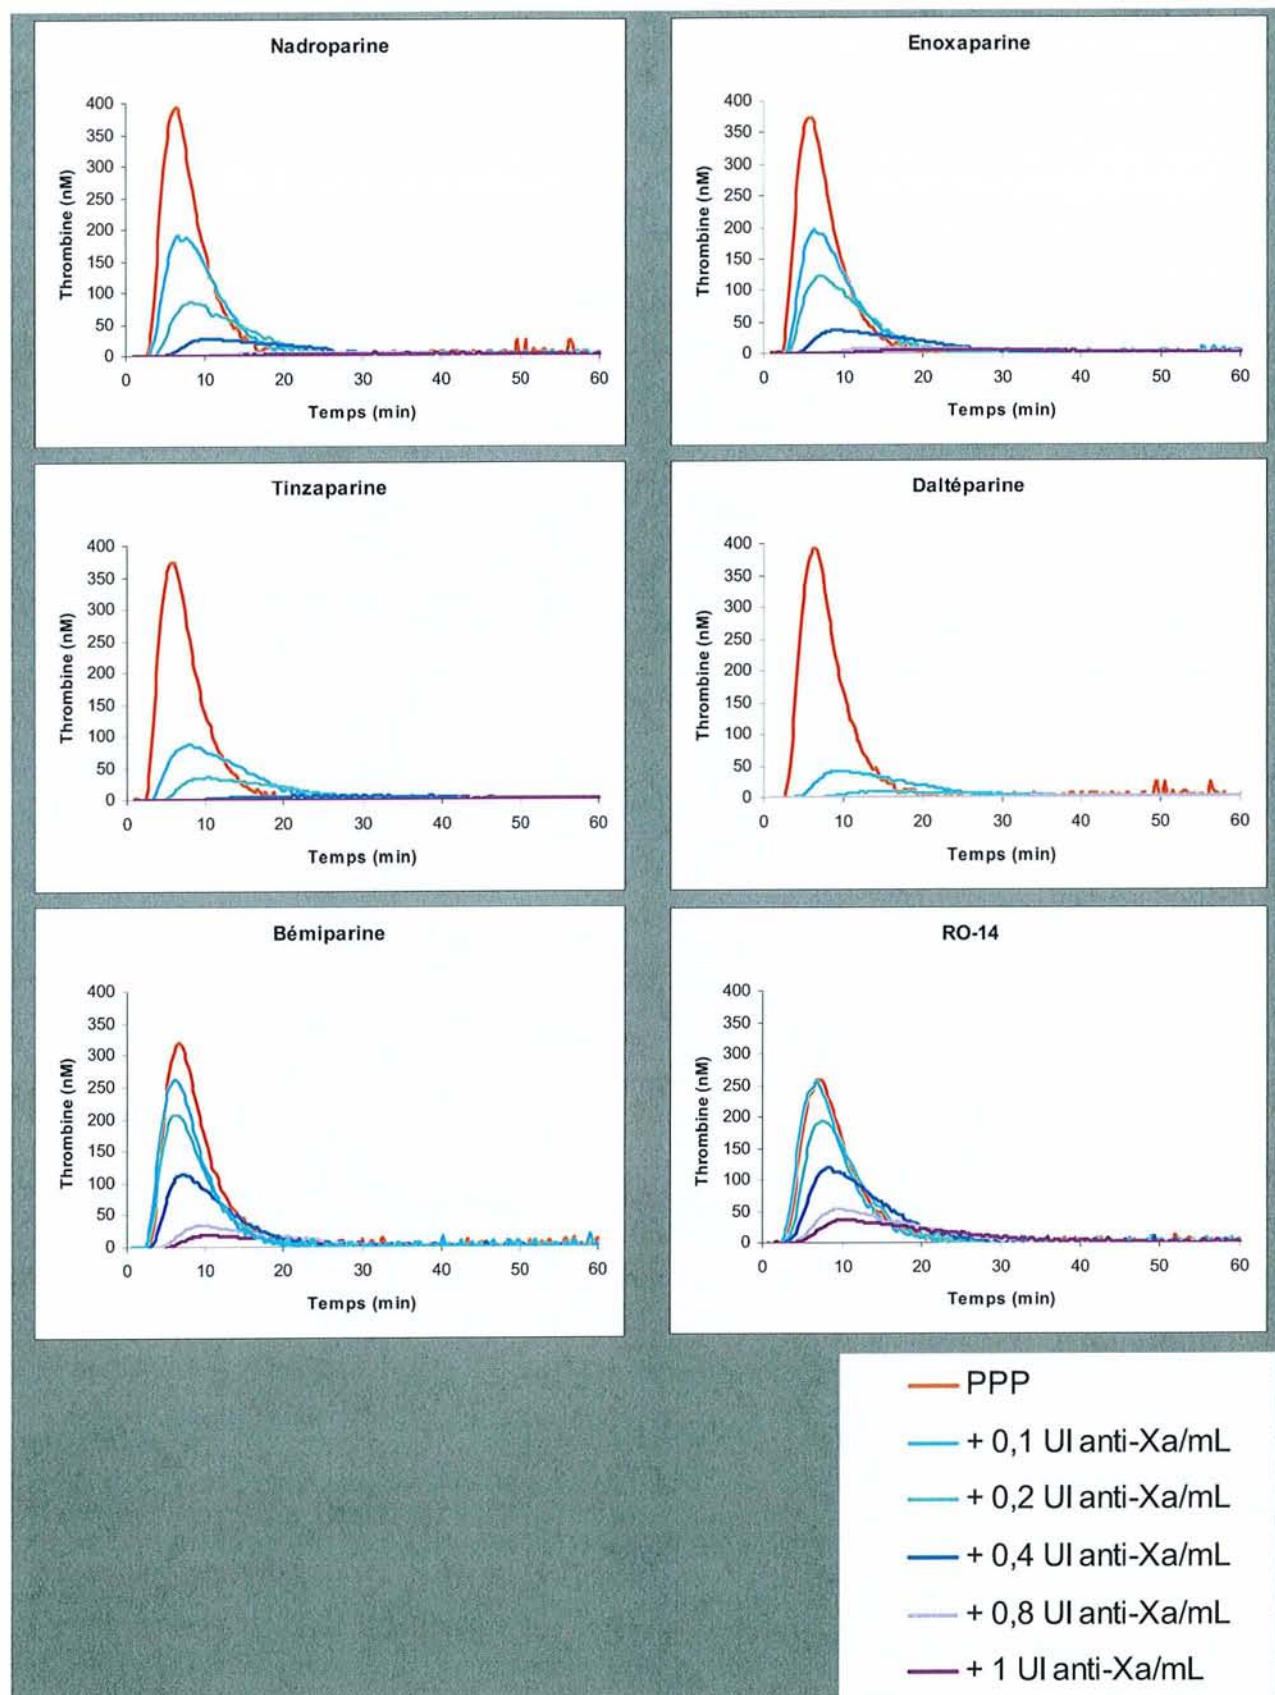 Nadroparine
400
350
300
250
200
150
100
50
0
Thrombine (nM)
0 10 20 30 40 50 60
Temps (min)
Enoxaparine
400
350
300
250
200
150
100
50
0
Thrombine (nM)
0 10 20 30 40 50 60
Temps (min)
Tinzaparine
400
350
300
250
200
150
100
50
0
Thrombine (nM)
0 10 20 30 40 50 60
Temps (min)
Daltéparine
400
350
300
250
200
150
100
50
0
Thrombine (nM)
0 10 20 30 40 50 60
Temps (min)
Bémiparine
400
350
300
250
200
150
100
50
0
Thrombine (nM)
0 10 20 30 40 50 60
Temps (min)
RO-14
400
350
300
250
200
150
100
50
0
Thrombine (nM)
0 10 20 30 40 50 60
Temps (min)
PPP
+ 0,1 UI anti-Xa/mL
+ 0,2 UI anti-Xa/mL
+ 0,4 UI anti-Xa/mL
+ 0,8 UI anti-Xa/mL
+ 1 UI anti-Xa/mL